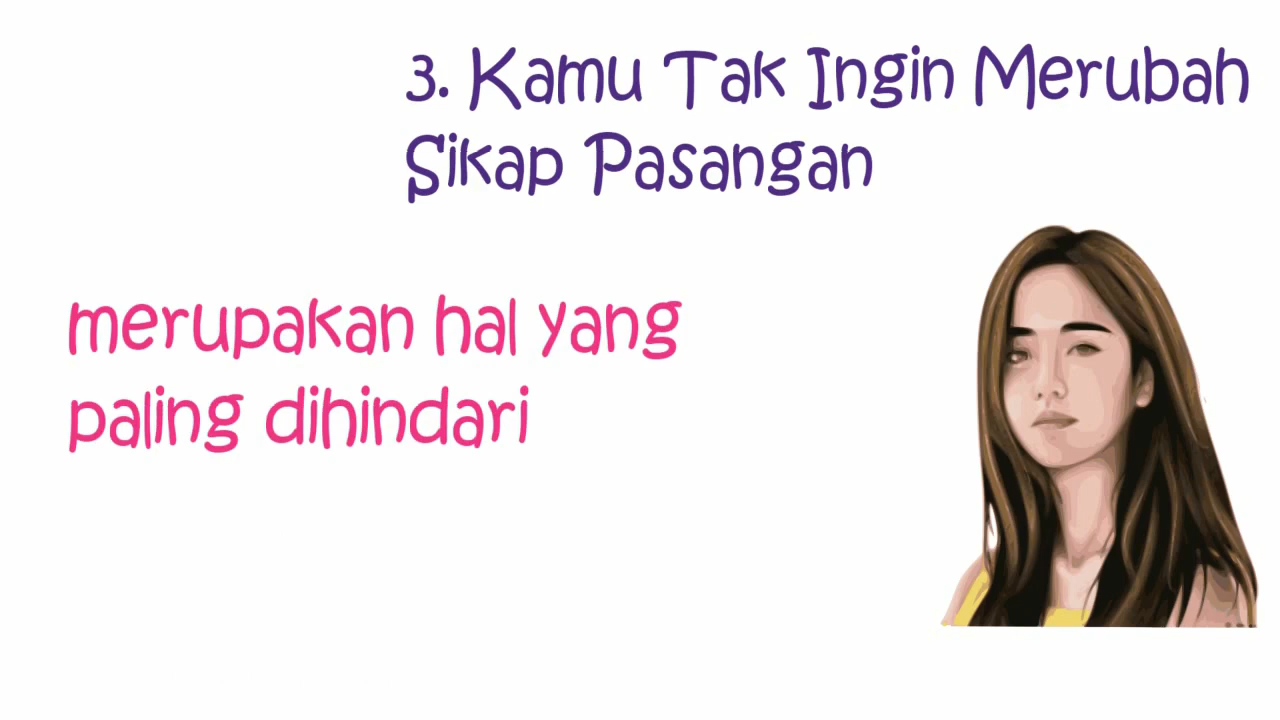 3. Kamu Tak Ingin Merubah
Sikap Pasangan
merupakan hal yang
paling dihindari